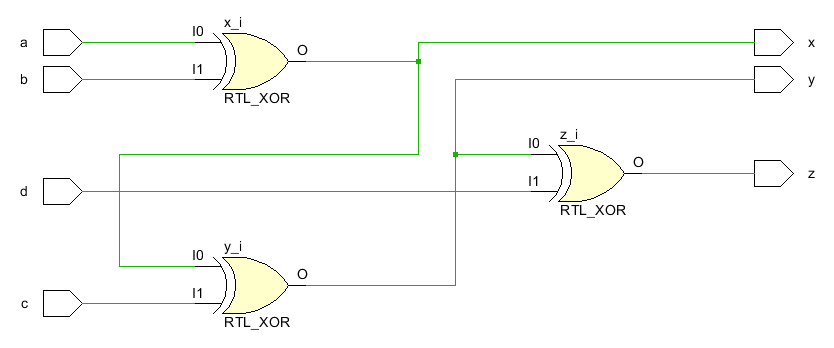 x_i
a
I0
O
x
b
I1
y
RTL_XOR
z_i
I0
O
z
d
I1
RTL_XOR
y_i
I0
O
c
I1
RTL_XOR